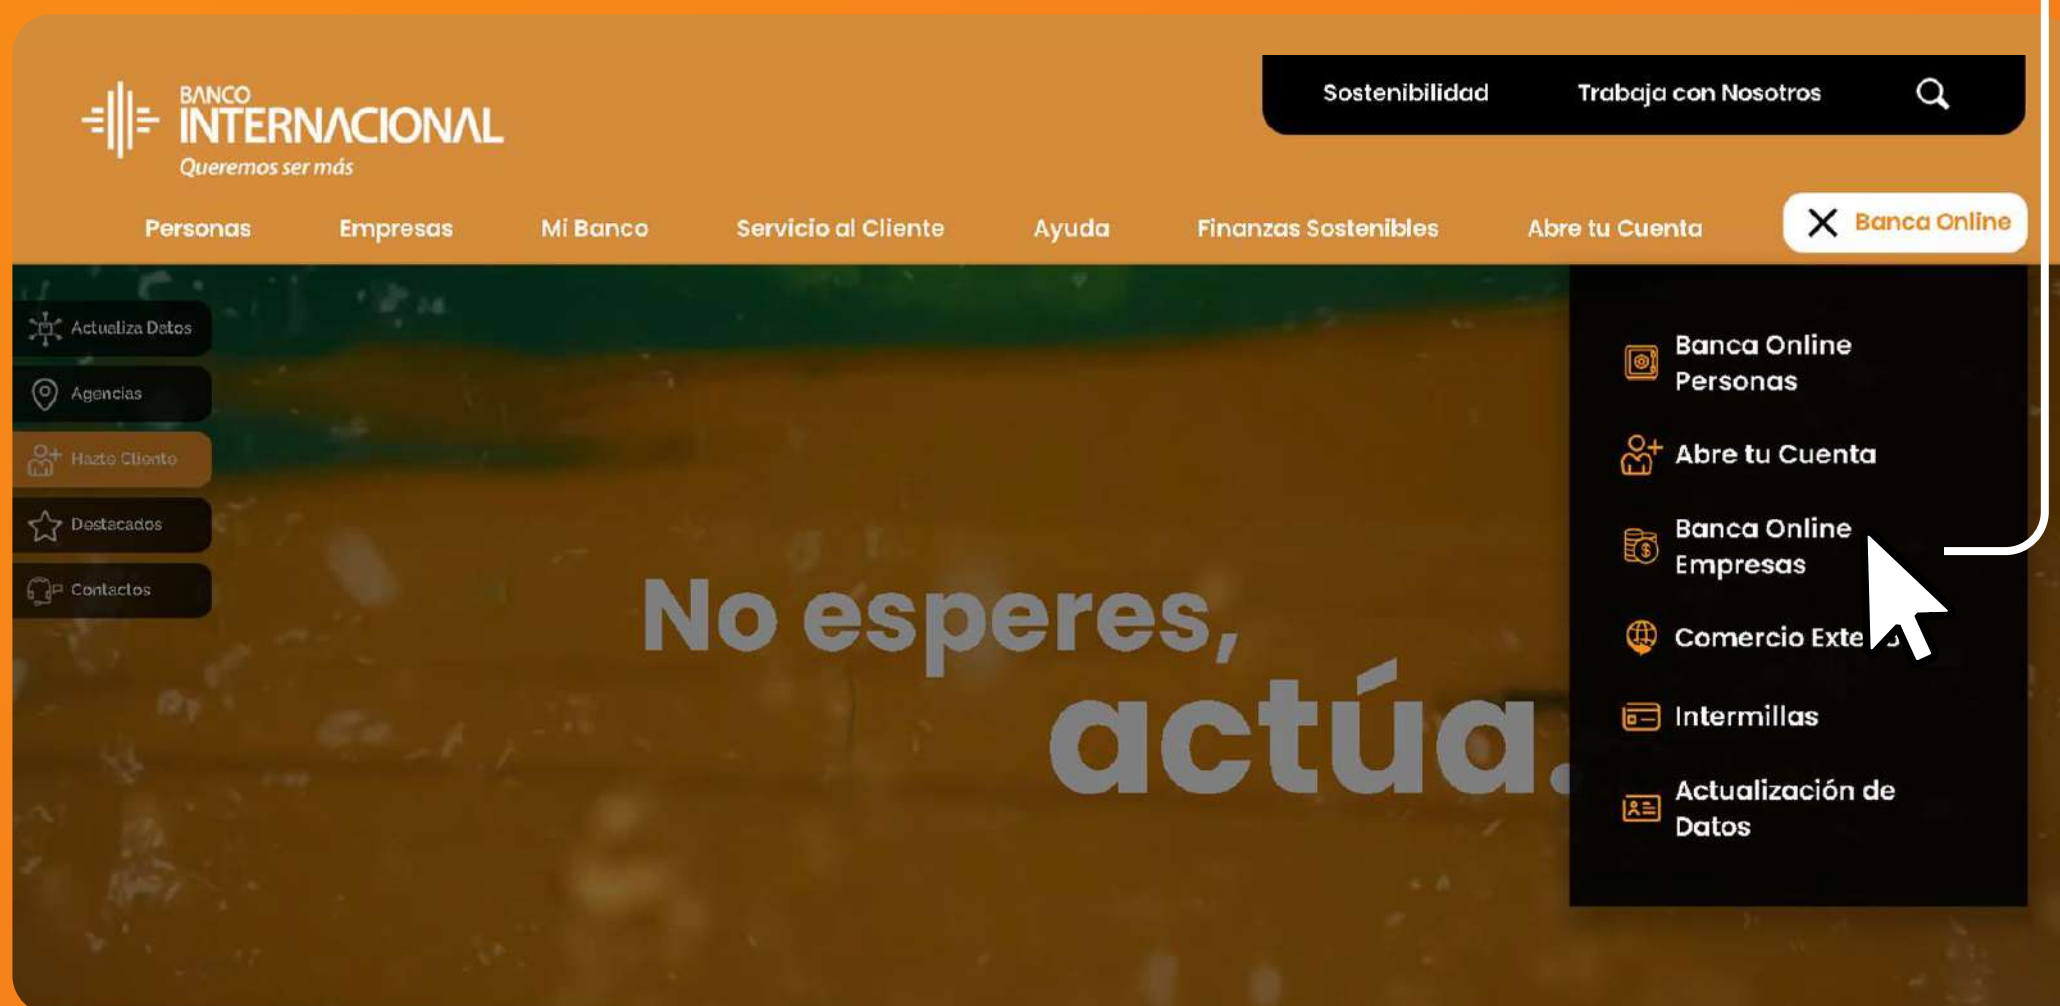 BANCO
INTERNACIONAL
Queremos ser más
Sostenibilidad
Trabaja con Nosotros
Personas
Empresas
Mi Banco
Servicio al Cliente
Ayuda
Finanzas Sostenibles
Abre tu Cuenta
Banca Online
Actualiza Datos
Agencias
Hazte Cliente
Destacados
Contactos
No esperes,
actúa.
Banca Online
Personas
Abre tu Cuenta
Banca Online
Empresas
Comercio
Intermillas
Actualización de
Datos